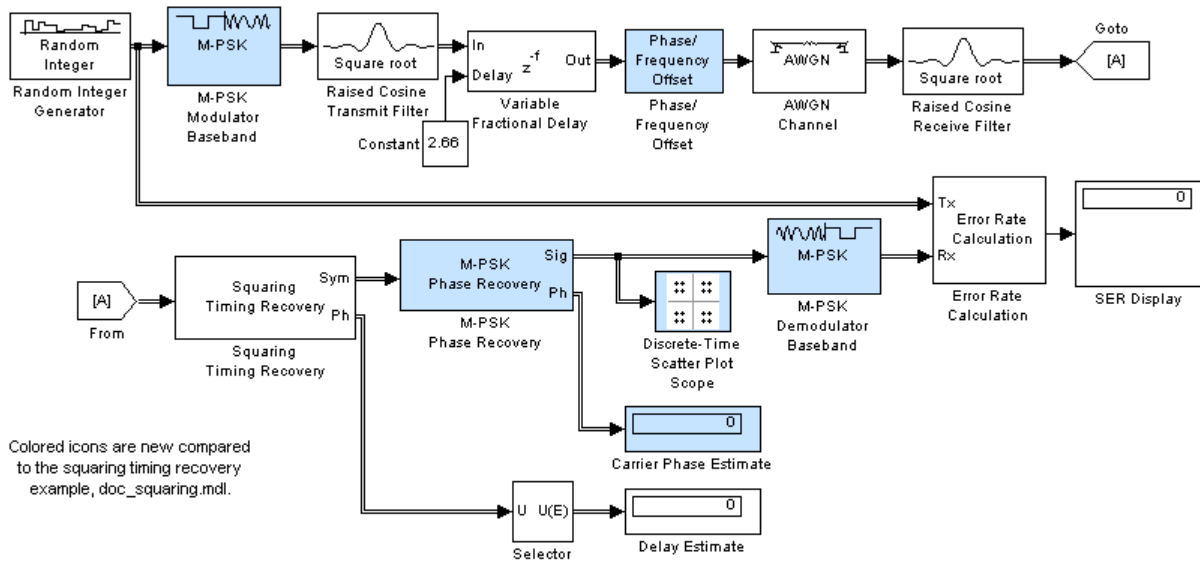 Random
Integer
Random Integer
Generator
M-PSK
M-PSK
Modulator
Baseband
Square root
Raised Cosine
Transmit Filter
Constant
2.66
In
Delay
z^-f
Out
Variable
Fractional Delay
Phase/
Frequency
Offset
Phase/
Frequency
Offset
AWGN
AWGN
Channel
Square root
Raised Cosine
Receive Filter
Goto
[A]
[A]
From
Squaring
Timing Recovery
Sym
Ph
Squaring
Timing Recovery
M-PSK
Phase Recovery
Sig
Ph
M-PSK
Phase Recovery
Discrete-Time
Scatter Plot
Scope
M-PSK
M-PSK
Demodulator
Baseband
Tx
Rx
Error Rate
Calculation
Error Rate
Calculation
0
SER Display
0
Carrier Phase Estimate
Colored icons are new compared
to the squaring timing recovery
example, doc_squaring.mdl.
U U(E)
Selector
0
Delay Estimate